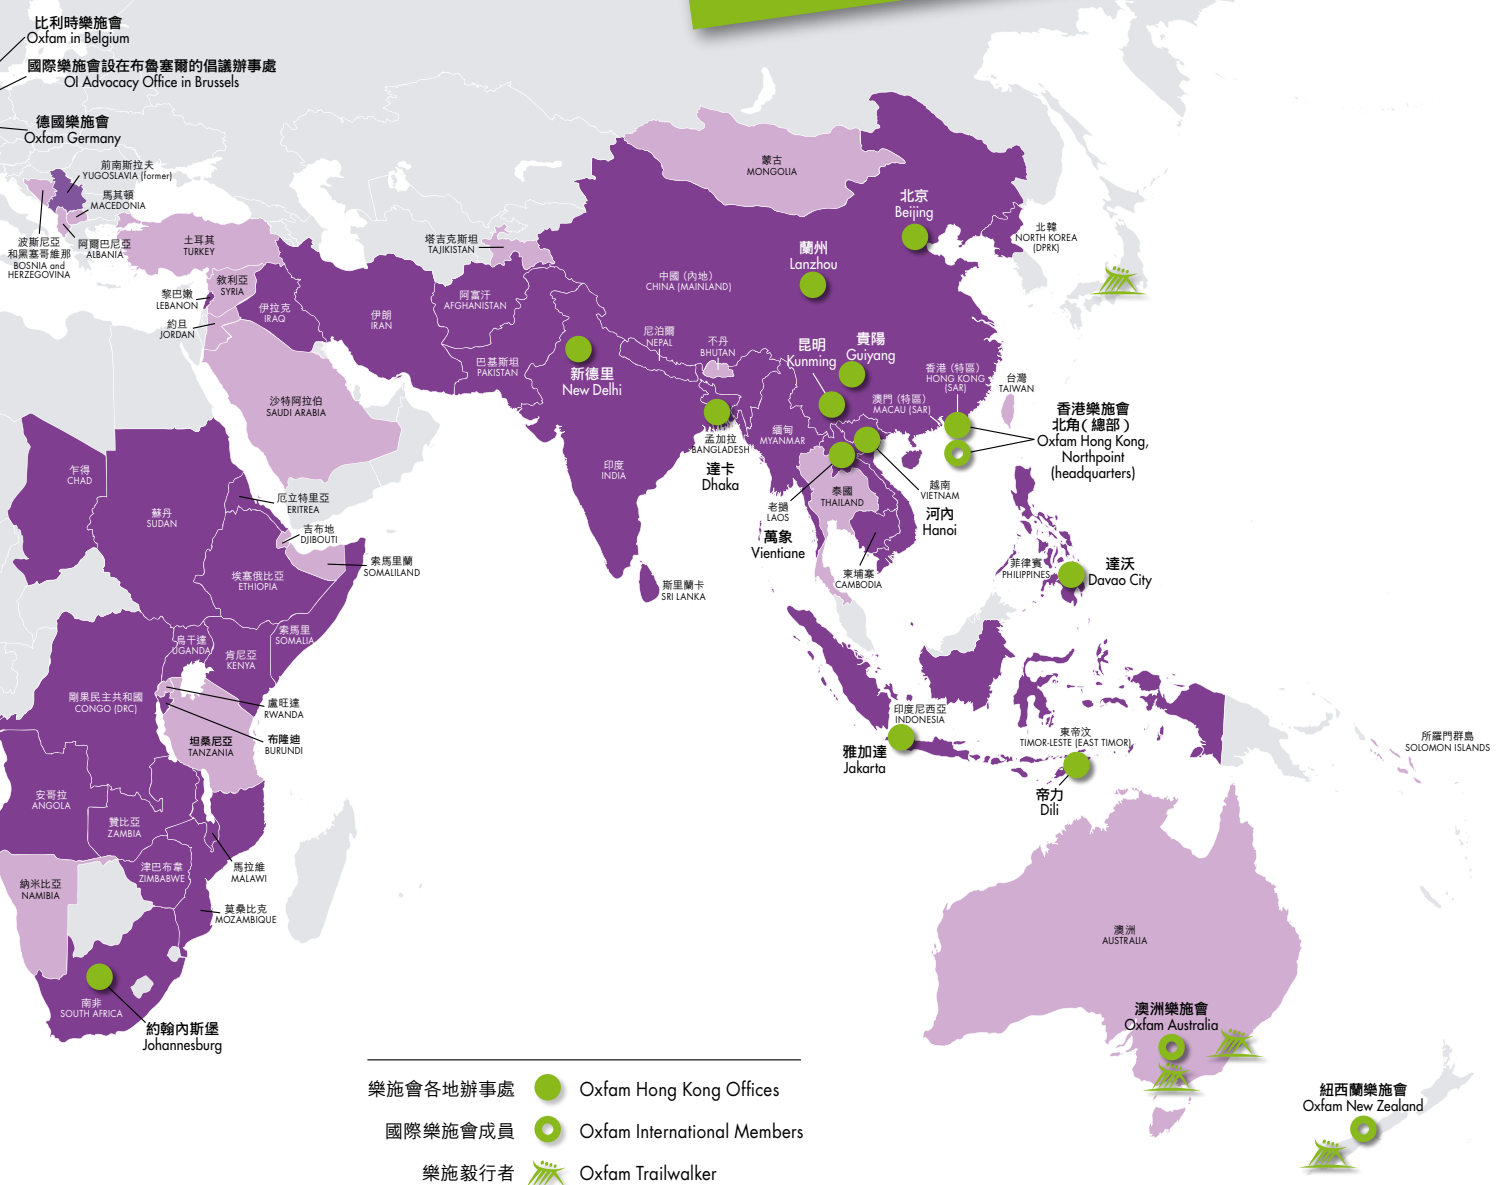 比利時樂施會
Oxfam in Belgium
國際樂施會設在布魯塞爾的倡議辦事處
OI Advocacy Office in Brussels
德國樂施會
Oxfam Germany
前南斯拉夫
YUGOSLAVIA (former)
馬其頓
MACEDONIA
波斯尼亞
和黑塞哥維那
BOSNIA and
HERZEGOVINA
阿爾巴尼亞
ALBANIA
土耳其
TURKEY
敘利亞
SYRIA
黎巴嫩
LEBANON
約旦
JORDAN
伊拉克
IRAQ
伊朗
IRAN
沙特阿拉伯
SAUDI ARABIA
塔吉克斯坦
TAJIKISTAN
阿富汗
AFGHANISTAN
巴基斯坦
PAKISTAN
蒙古
MONGOLIA
中國（內地）
CHINA (MAINLAND)
北京
Beijing
蘭州
Lanzhou
北韓
NORTH KOREA
(DPRK)
尼泊爾
NEPAL
不丹
BHUTAN
昆明
Kunming
貴陽
Guiyang
香港（特區）
HONG KONG
(SAR)
澳門（特區）
MACAU (SAR)
台灣
TAIWAN
香港樂施會
北角（總部）
Oxfam Hong Kong,
Northpoint
(headquarters)
新德里
New Delhi
印度
INDIA
孟加拉
BANGLADESH
達卡
Dhaka
緬甸
MYANMAR
泰國
THAILAND
老撾
LAOS
萬象
Vientiane
越南
VIETNAM
河內
Hanoi
柬埔寨
CAMBODIA
菲律賓
PHILIPPINES
達沃
Davao City
斯里蘭卡
SRI LANKA
乍得
CHAD
蘇丹
SUDAN
厄立特里亞
ERITREA
吉布地
DJIBOUTI
索馬里蘭
SOMALILAND
埃塞俄比亞
ETHIOPIA
索馬里
SOMALIA
烏干達
UGANDA
肯尼亞
KENYA
剛果民主共和國
CONGO (DRC)
盧旺達
RWANDA
布隆迪
BURUNDI
坦桑尼亞
TANZANIA
印度尼西亞
INDONESIA
雅加達
Jakarta
東帝汶
TIMOR-LESTE (EAST TIMOR)
帝力
Dili
所羅門群島
SOLOMON ISLANDS
安哥拉
ANGOLA
贊比亞
ZAMBIA
津巴布韋
ZIMBABWE
馬拉維
MALAWI
納米比亞
NAMIBIA
莫桑比克
MOZAMBIQUE
南非
SOUTH AFRICA
約翰內斯堡
Johannesburg
澳洲
AUSTRALIA
澳洲樂施會
Oxfam Australia
紐西蘭樂施會
Oxfam New Zealand
樂施會各地辦事處 Oxfam Hong Kong Offices
國際樂施會成員 Oxfam International Members
樂施毅行者 Oxfam Trailwalker